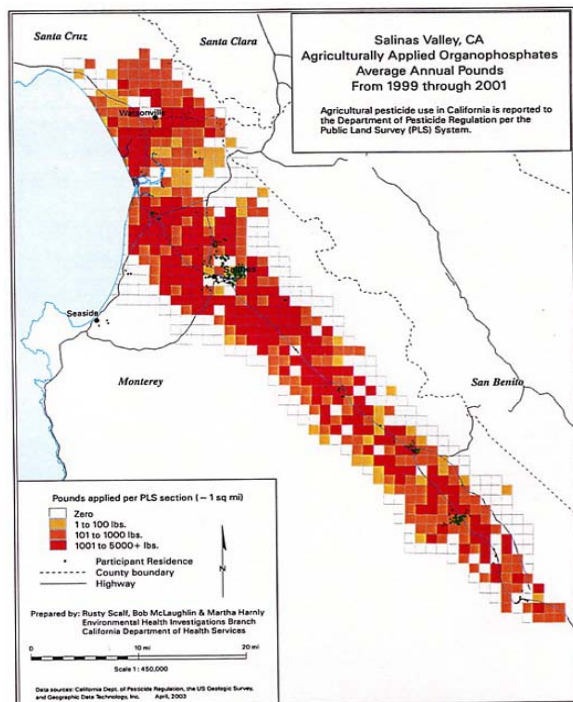 Salinas Valley, CA
Agriculturally Applied Organophosphates
Average Annual Pounds
From 1999 through 2001
Agricultural pesticide use in California is reported to
the Department of Pesticide Regulation per the
Public Land Survey (PLS) System.
Santa Cruz
Santa Clara
Watsonville
Salinas
Seaside
Monterey
San Benito
Pounds applied per PLS section (~ 1 sq mi)
Zero
1 to 100 lbs.
101 to 1000 lbs.
1001 to 5000+ lbs.
Participant Residence
County boundary
Highway
N
Prepared by: Rusty Scalf, Bob McLaughlin & Martha Harnly
Environmental Health Investigations Branch
California Department of Health Services
0 10 mi 20 mi
Scale 1 : 450,000
Data sources: California Dept. of Pesticide Regulation, the US Geologic Survey,
and Geographic Data Technology, Inc. April, 2003